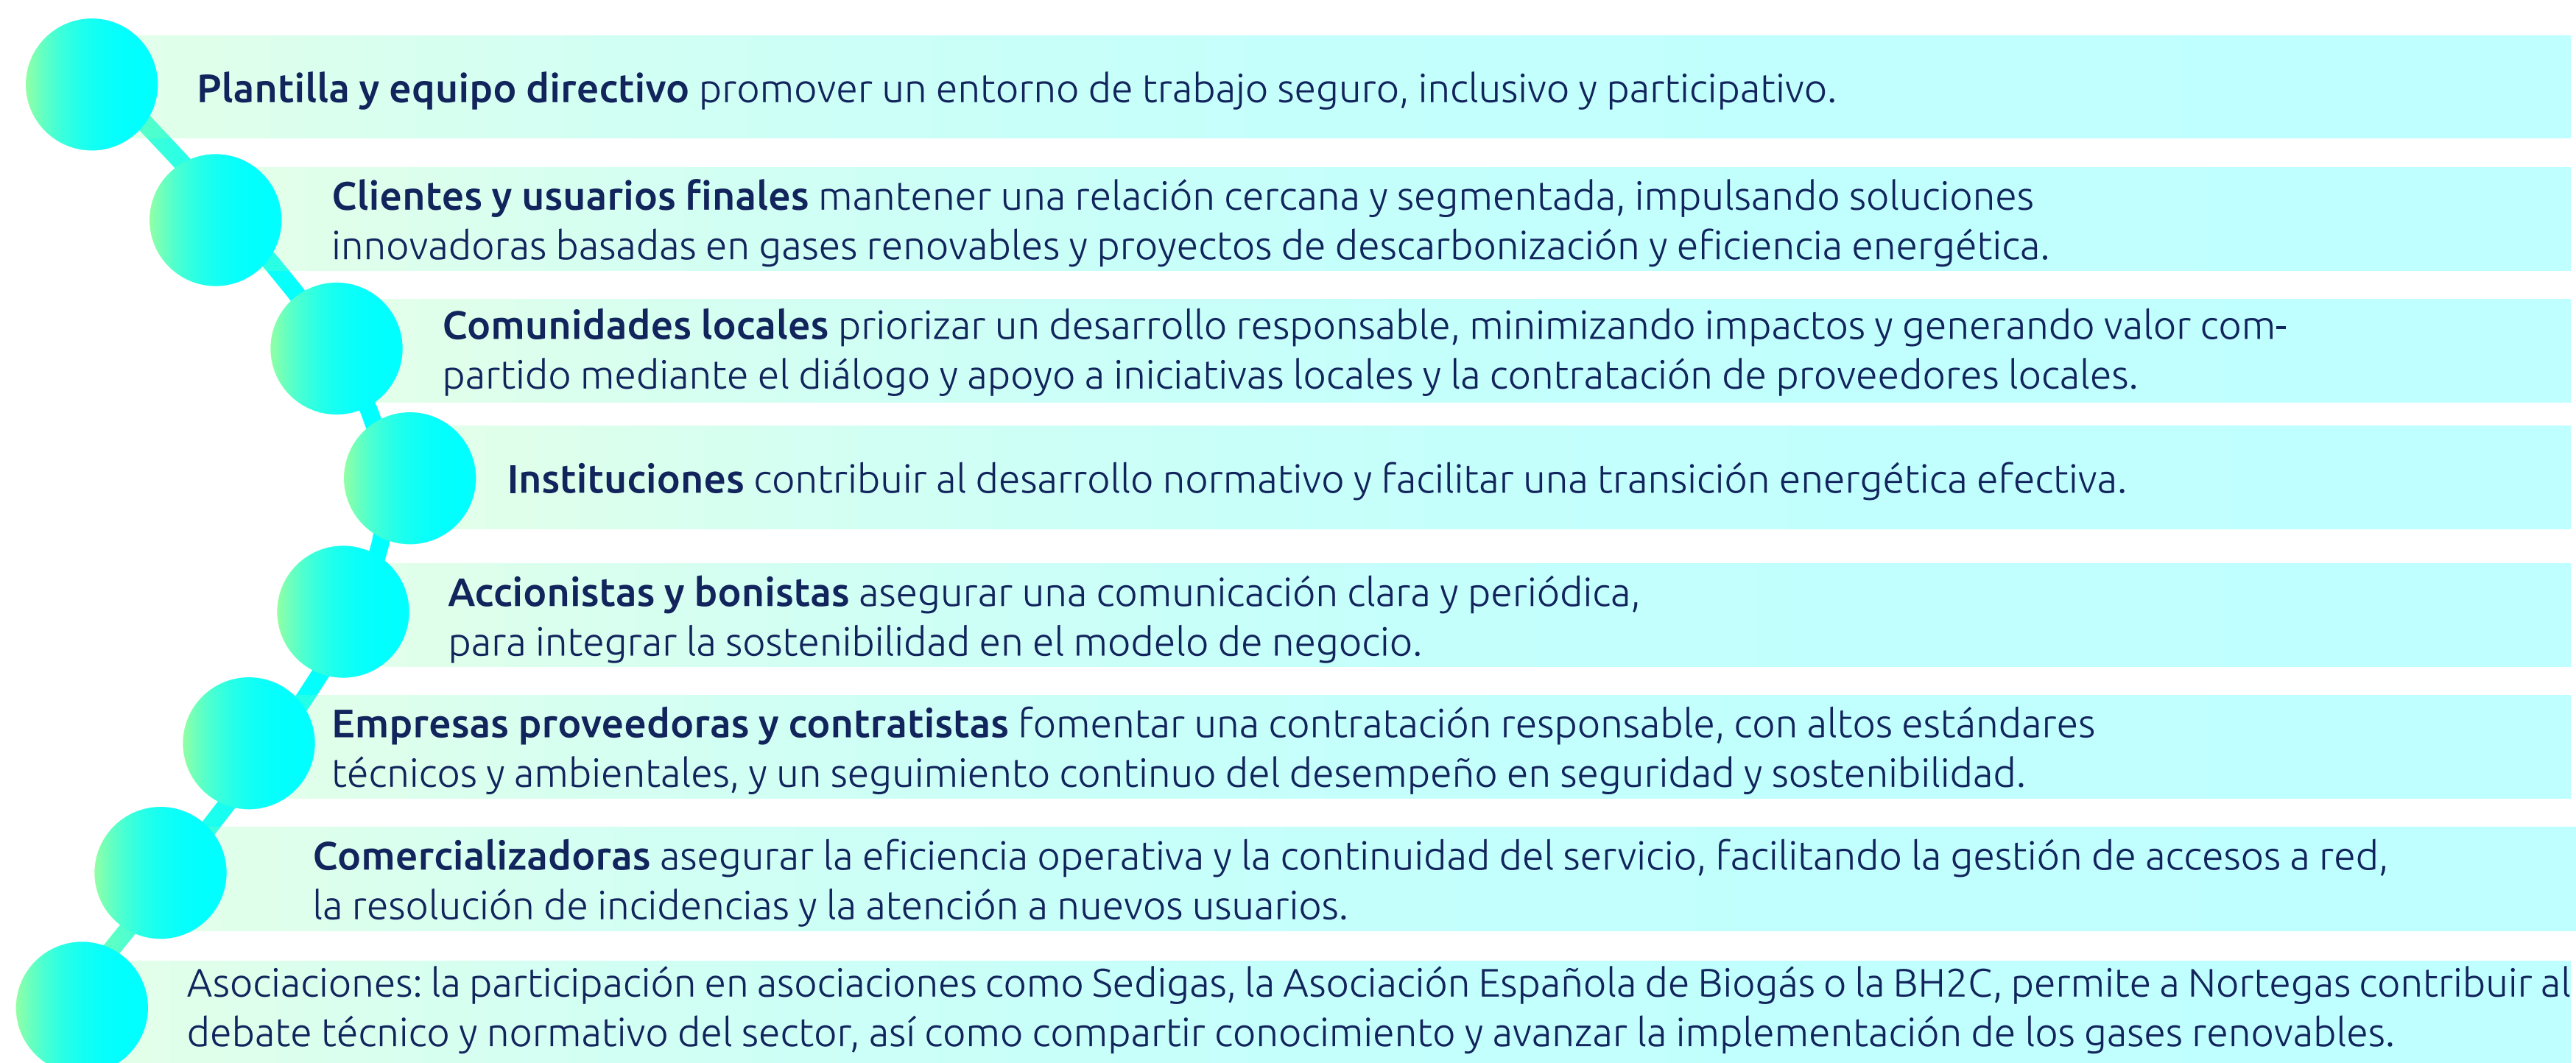 Plantilla y equipo directivo promover un entorno de trabajo seguro, inclusivo y participativo.
Clientes y usuarios finales mantener una relación cercana y segmentada, impulsando soluciones
innovadoras basadas en gases renovables y proyectos de descarbonización y eficiencia energética.
Comunidades locales priorizar un desarrollo responsable, minimizando impactos y generando valor com-
partido mediante el diálogo y apoyo a iniciativas locales y la contratación de proveedores locales.
Instituciones contribuir al desarrollo normativo y facilitar una transición energética efectiva.
Accionistas y bonistas asegurar una comunicación clara y periódica,
para integrar la sostenibilidad en el modelo de negocio.
Empresas proveedoras y contratistas fomentar una contratación responsable, con altos estándares
técnicos y ambientales, y un seguimiento continuo del desempeño en seguridad y sostenibilidad.
Comercializadoras asegurar la eficiencia operativa y la continuidad del servicio, facilitando la gestión de accesos a red,
la resolución de incidencias y la atención a nuevos usuarios.
Asociaciones: la participación en asociaciones como Sedigas, la Asociación Española de Biogás o la BH2C, permite a Nortegas contribuir al
debate técnico y normativo del sector, así como compartir conocimiento y avanzar la implementación de los gases renovables.